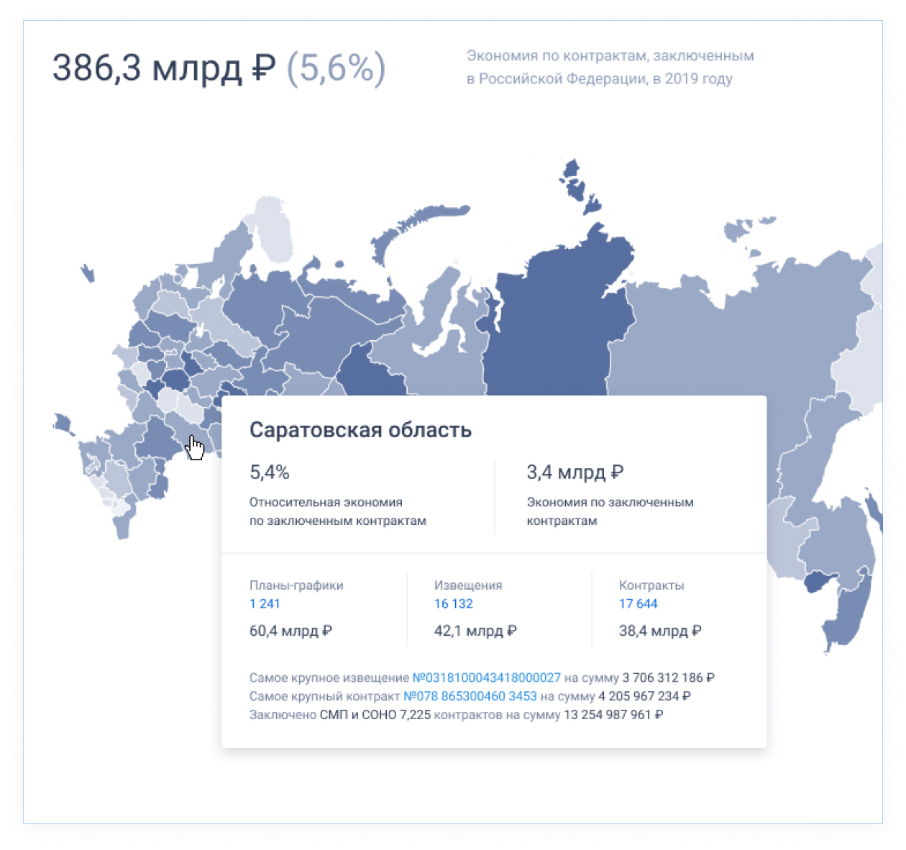 386,3 млрд ₽ (5,6%)
Экономия по контрактам, заключенным
в Российской Федерации, в 2019 году
Саратовская область
5,4%
Относительная экономия
по заключенным контрактам
3,4 млрд ₽
Экономия по заключенным
контрактам
Планы-графики
1 241
60,4 млрд ₽
Извещения
16 132
42,1 млрд ₽
Контракты
17 644
38,4 млрд ₽
Самое крупное извещение №0318100043418000027 на сумму 3 706 312 186 ₽
Самое крупный контракт №078 865300460 3453 на сумму 4 205 967 234 ₽
Заключено СМП и СОНО 7,225 контрактов на сумму 13 254 987 961 ₽